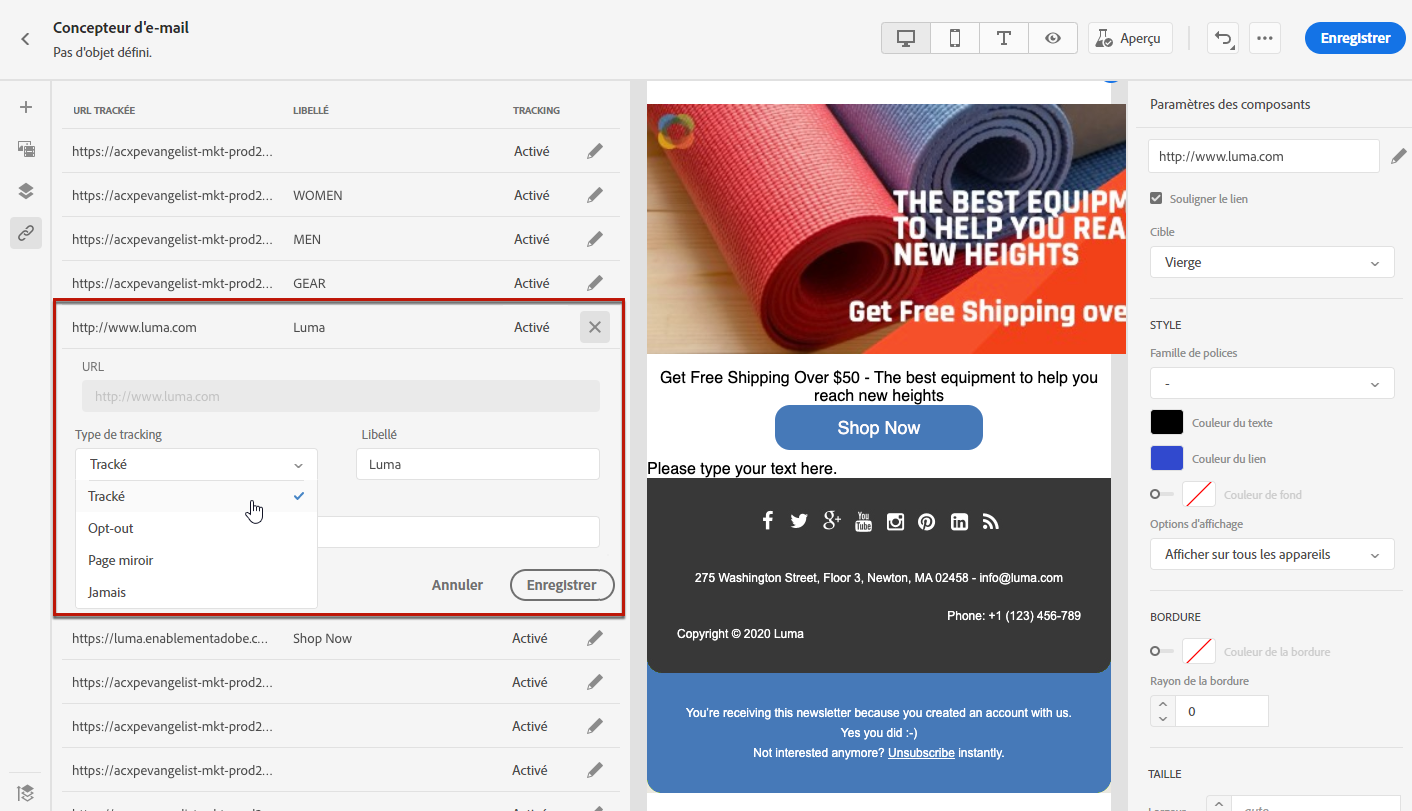 Concepteur d'e-mail
Pas d'objet défini.
Aperçu
Enregistrer
URL TRACKÉE LIBELLÉ TRACKING
https://acxpevangelist-mkt-prod2... Activé
https://acxpevangelist-mkt-prod2... WOMEN Activé
https://acxpevangelist-mkt-prod2... MEN Activé
https://acxpevangelist-mkt-prod2... GEAR Activé
http://www.luma.com Luma Activé
URL
http://www.luma.com
Type de tracking Libellé
Tracké Luma
Tracké
Opt-out
Page miroir
Jamais
Annuler Enregistrer
https://luma.enablementadobe.c... Shop Now Activé
https://acxpevangelist-mkt-prod2... Activé
https://acxpevangelist-mkt-prod2... Activé
https://acxpevangelist-mkt-prod2... Activé
THE BEST EQUIPM
TO HELP YOU REA
NEW HEIGHTS
Get Free Shipping ove
Get Free Shipping Over $50 - The best equipment to help you
reach new heights
Shop Now
Please type your text here.
You Tube
275 Washington Street, Floor 3, Newton, MA 02458 - info@luma.com
Phone: +1 (123) 456-789
Copyright © 2020 Luma
You're receiving this newsletter because you created an account with us.
Yes you did :-)
Not interested anymore? Unsubscribe instantly.
Paramètres des composants
http://www.luma.com
Souligner le lien
Cible
Vierge
STYLE
Famille de polices
-
Couleur du texte
Couleur du lien
Couleur de fond
Options d'affichage
Afficher sur tous les appareils
BORDURE
Couleur de la bordure
Rayon de la bordure
0
TAILLE